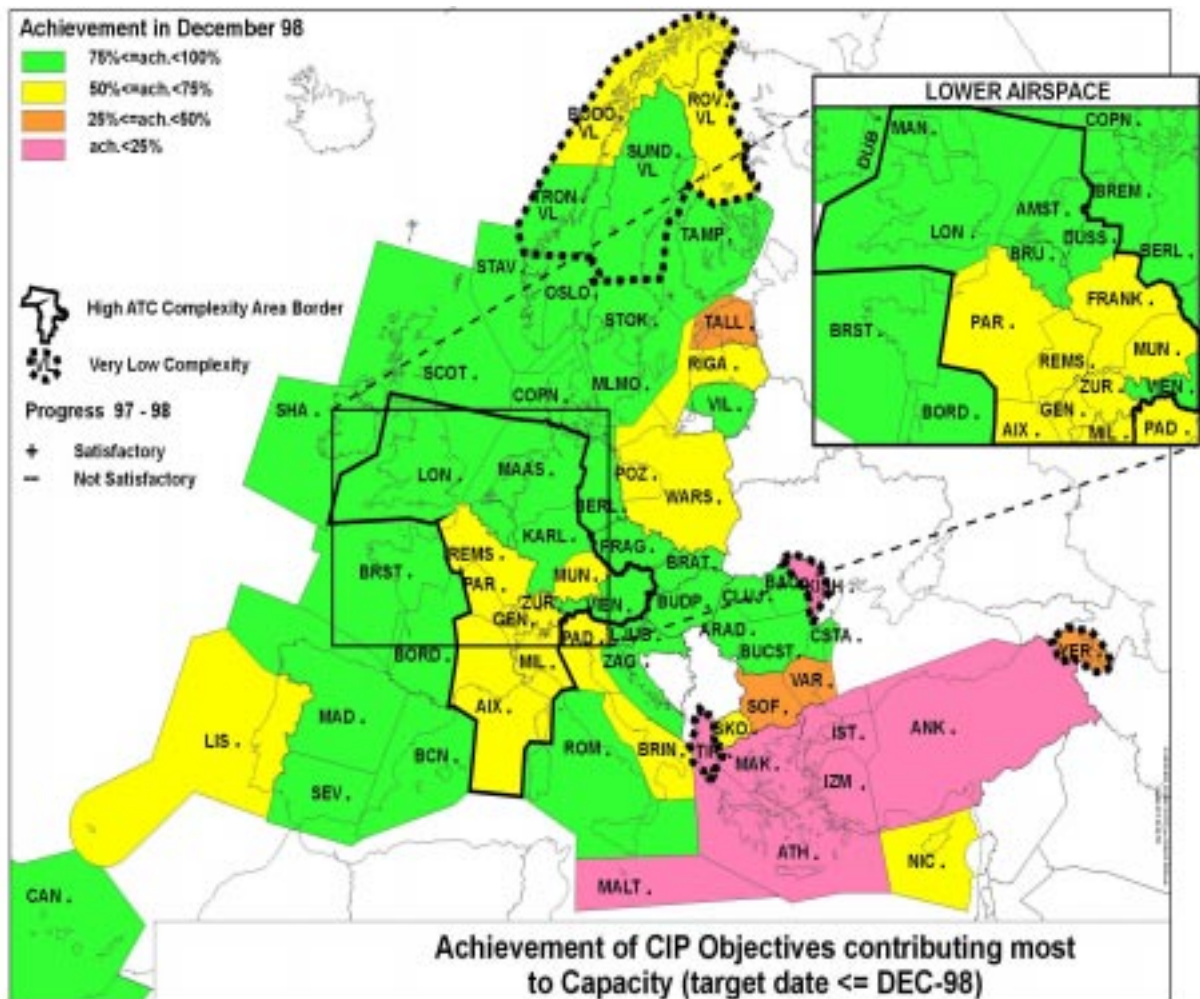 Achievement in December 98
75%<=ach.<100%
50%<=ach.<75%
25%<=ach.<50%
ach.<25%
High ATC Complexity Area Border
Very Low Complexity
Progress 97 - 98
+ Satisfactory
– Not Satisfactory
LOWER AIRSPACE
COPN.
MAN.
DUB
BREM.
AMST.
LON.
DUSS.
BRU.
BERL.
FRANK.
BRST.
PAR.
MUN.
REMS.
ZUR.
VIEN.
BORD.
GEN.
AIX.
MIL.
PAD.
BODO.
VL
ROV.
VL
SUND.
VL
TRON.
VL
TAMP.
STAV.
OSLO.
STOK.
TALL.
RIGA.
SCOT.
COPN.
MLMO.
VIL.
SHA.
LON.
MAAS.
POZ.
WARS.
BERL.
KARL.
PRAG.
REMS.
BRAT.
BRST.
MUN.
PAR.
ZUR.
VIEN.
BUDP.
CLUJ.
GEN.
PAD.
LJUB.
ARAD.
CSTA.
BUCST.
YER.
BORD.
MIL.
ZAG.
VAR.
SOF.
AIX.
MAD.
LIS.
SKO.
IST.
ANK.
BCN.
ROM.
BRIN.
MAK.
IZM.
SEV.
ATH.
NIC.
MALT.
CAN.
Achievement of CIP Objectives contributing most
to Capacity (target date <= DEC-98)